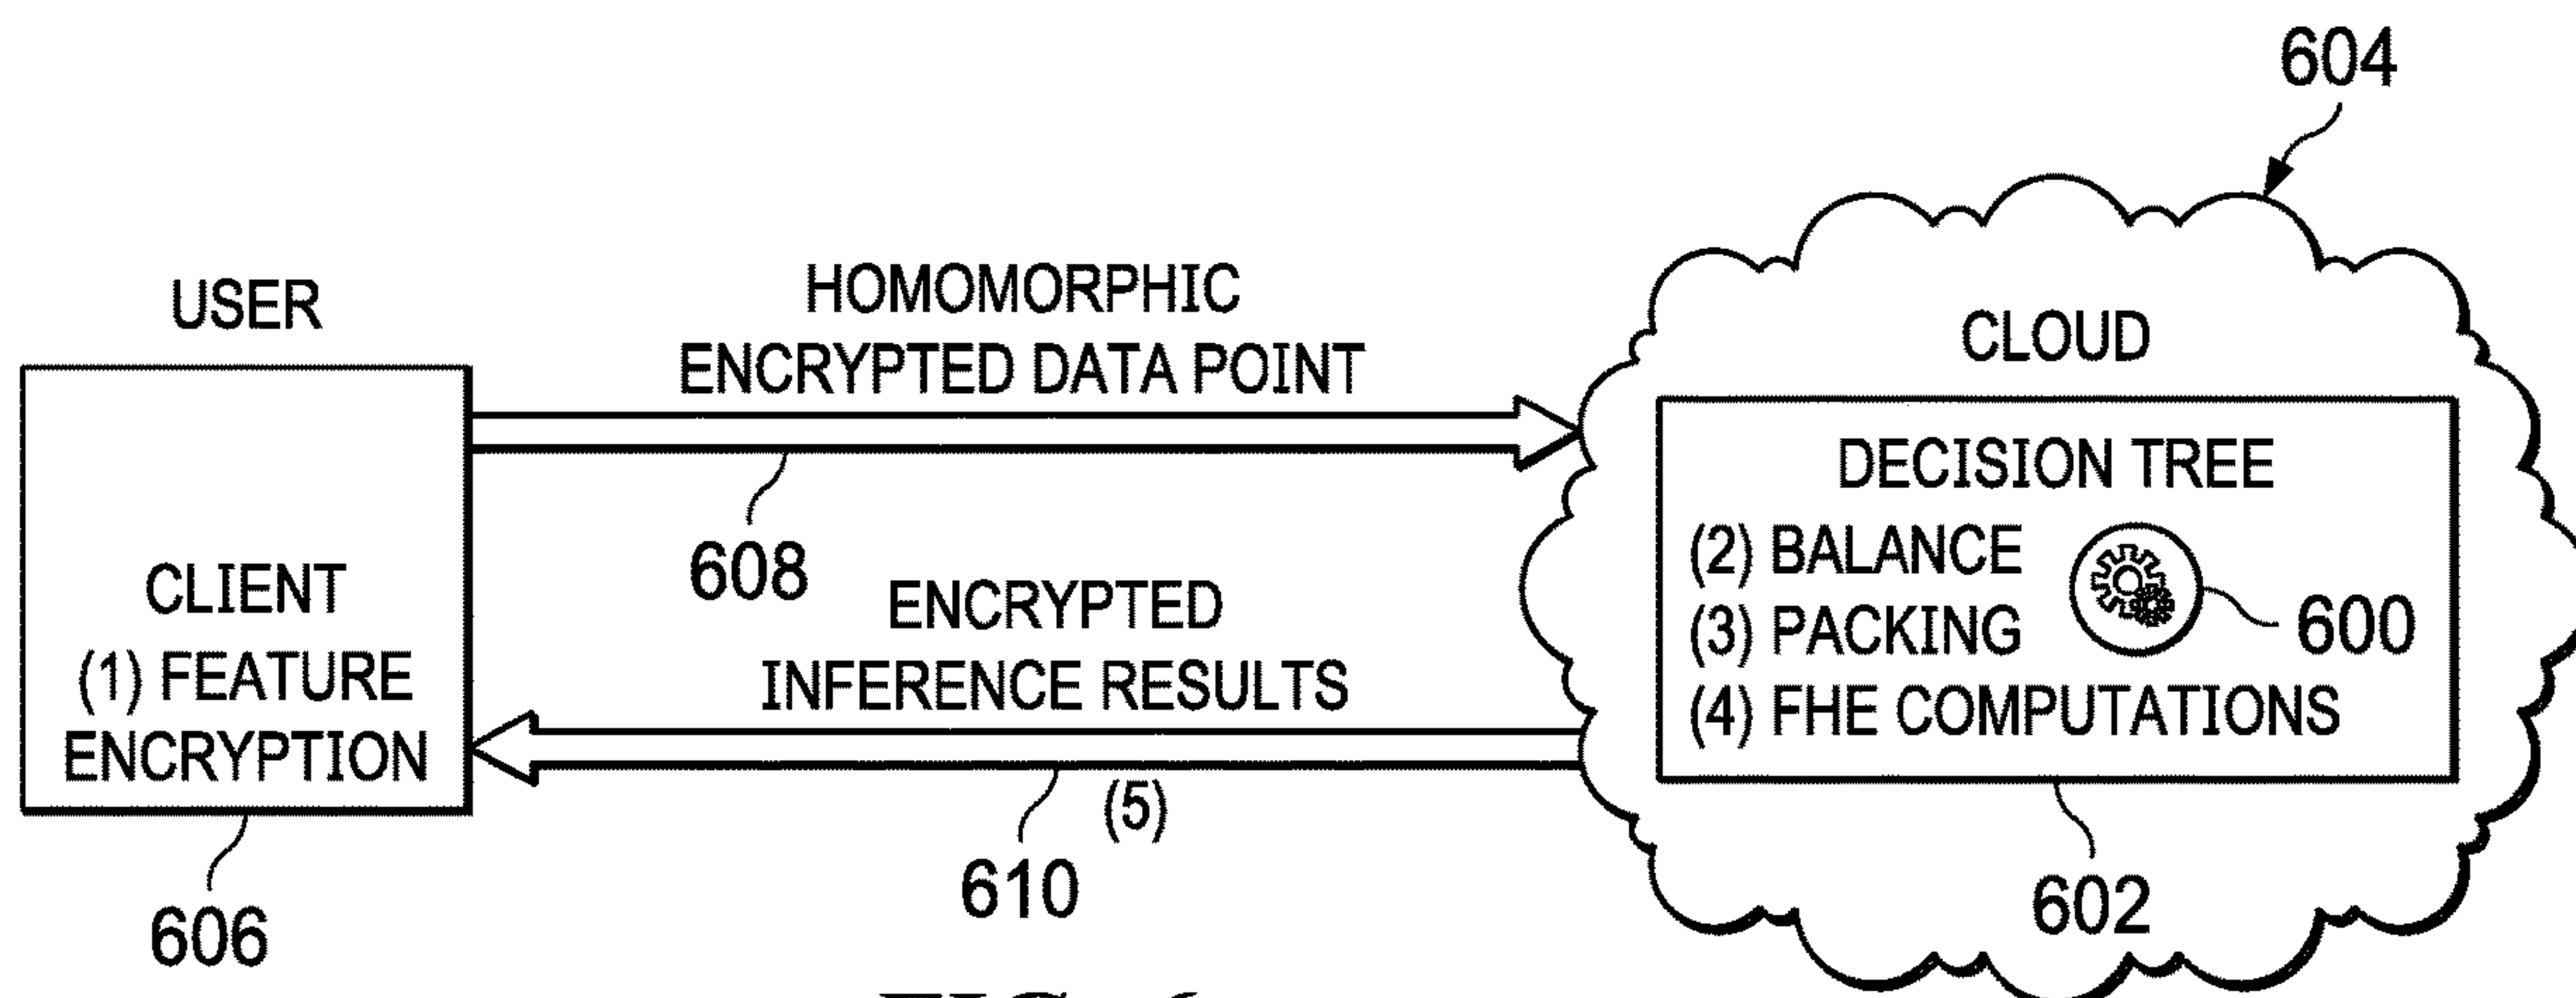 604
USER
HOMOMORPHIC
ENCRYPTED DATA POINT
CLOUD
608
DECISION TREE
(2) BALANCE
(3) PACKING
(4) FHE COMPUTATIONS
600
CLIENT
(1) FEATURE
ENCRYPTION
ENCRYPTED
INFERENCE RESULTS
(5)
610
602
606